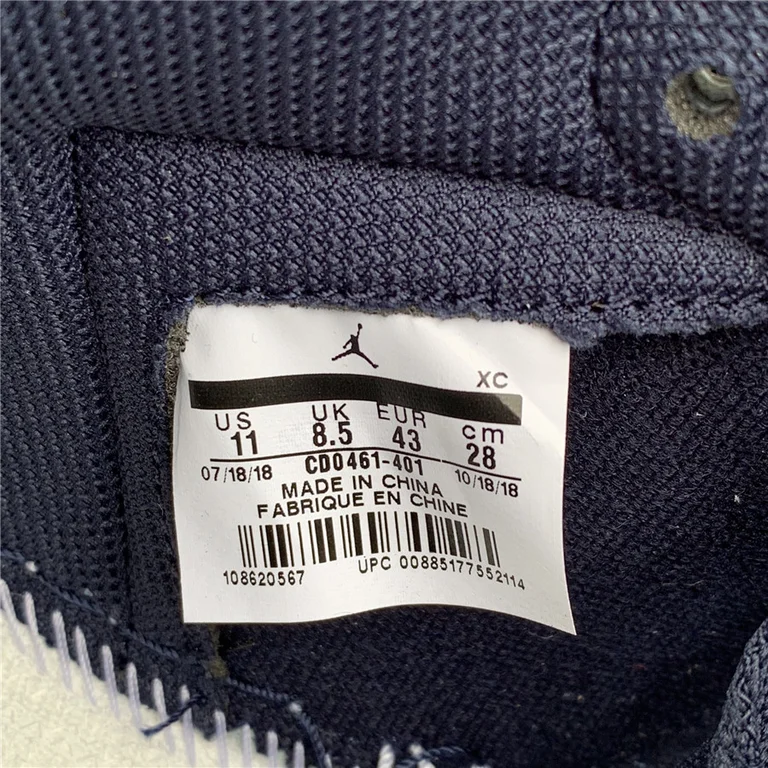 XC
US UK EUR cm
11 8.5 43 28
07/18/18 CD0461-401 10/18/18
MADE IN CHINA
FABRIQUE EN CHINE
108620567 UPC 00885177552114